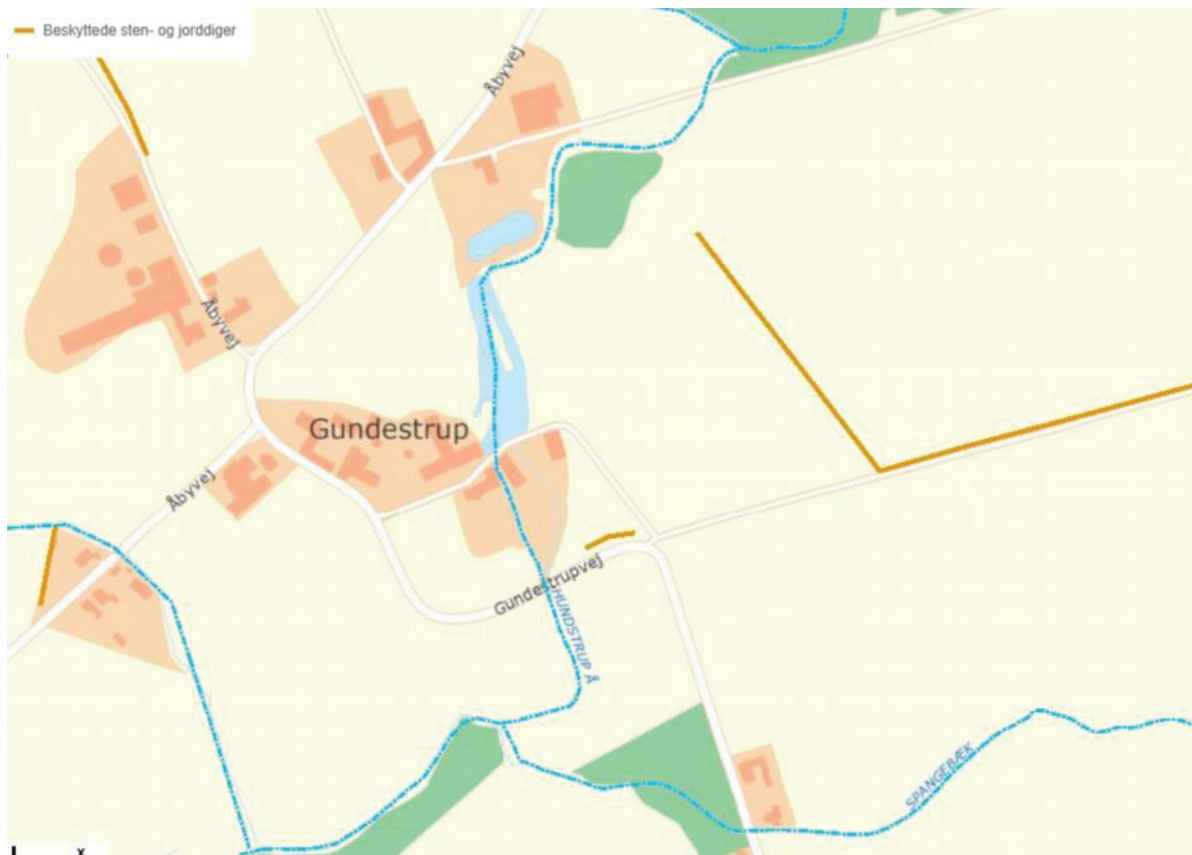 Beskyttede sten- og jorddiger
Åbyvej
Åbyvej
Gundestrup
Åbyvej
Gundestrupvej
HUNDSTRUP Å
SPANGEBÆK